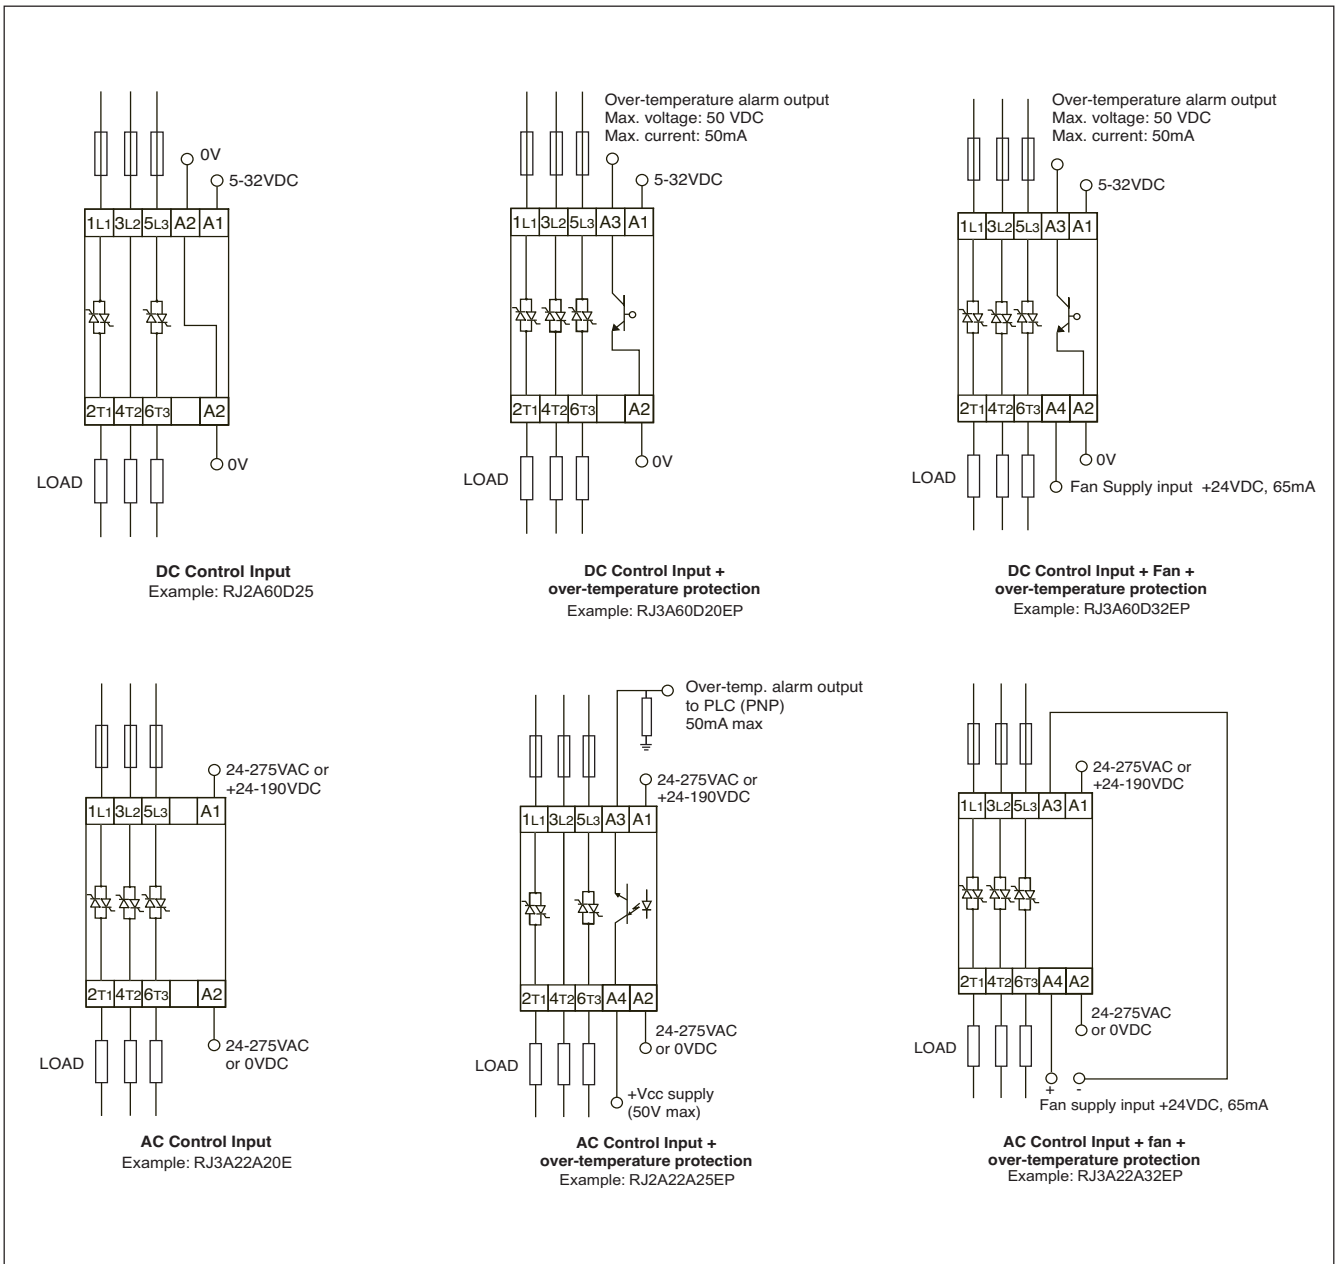 0V
5-32VDC
1L1 3L2 5L3 A2 A1
2T1 4T2 6T3 A2
0V
LOAD
DC Control Input
Example: RJ2A60D25
Over-temperature alarm output
Max. voltage: 50 VDC
Max. current: 50mA
5-32VDC
1L1 3L2 5L3 A3 A1
2T1 4T2 6T3 A2
0V
LOAD
DC Control Input +
over-temperature protection
Example: RJ3A60D20EP
Over-temperature alarm output
Max. voltage: 50 VDC
Max. current: 50mA
5-32VDC
1L1 3L2 5L3 A3 A1
2T1 4T2 6T3 A4 A2
0V
LOAD
Fan Supply input +24VDC, 65mA
DC Control Input + Fan +
over-temperature protection
Example: RJ3A60D32EP
24-275VAC or
+24-190VDC
1L1 3L2 5L3 A1
2T1 4T2 6T3 A2
24-275VAC
or 0VDC
LOAD
AC Control Input
Example: RJ3A22A20E
Over-temp. alarm output
to PLC (PNP)
50mA max
24-275VAC or
+24-190VDC
1L1 3L2 5L3 A3 A1
2T1 4T2 6T3 A4 A2
24-275VAC
or 0VDC
LOAD
+Vcc supply
(50V max)
AC Control Input +
over-temperature protection
Example: RJ2A22A25EP
24-275VAC or
+24-190VDC
1L1 3L2 5L3 A3 A1
2T1 4T2 6T3 A4 A2
24-275VAC
or 0VDC
LOAD
+ -
Fan supply input +24VDC, 65mA
AC Control Input + fan +
over-temperature protection
Example: RJ3A22A32EP